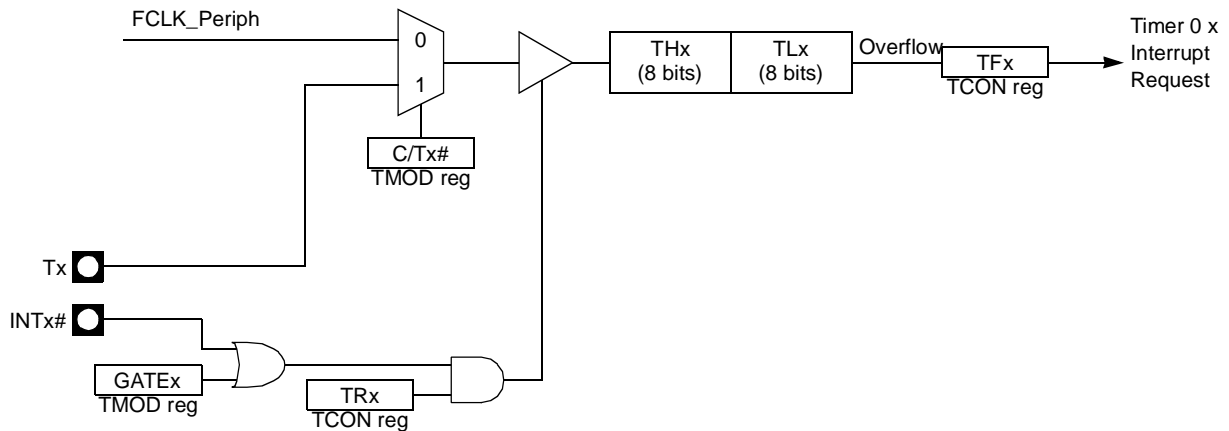 FCLK_Periph
0
1
THx
(8 bits)
TLx
(8 bits)
Overflow
TFx
TCON reg
Timer 0 x
Interrupt
Request
C/Tx#
TMOD reg
Tx
INTx#
GATEx
TMOD reg
TRx
TCON reg